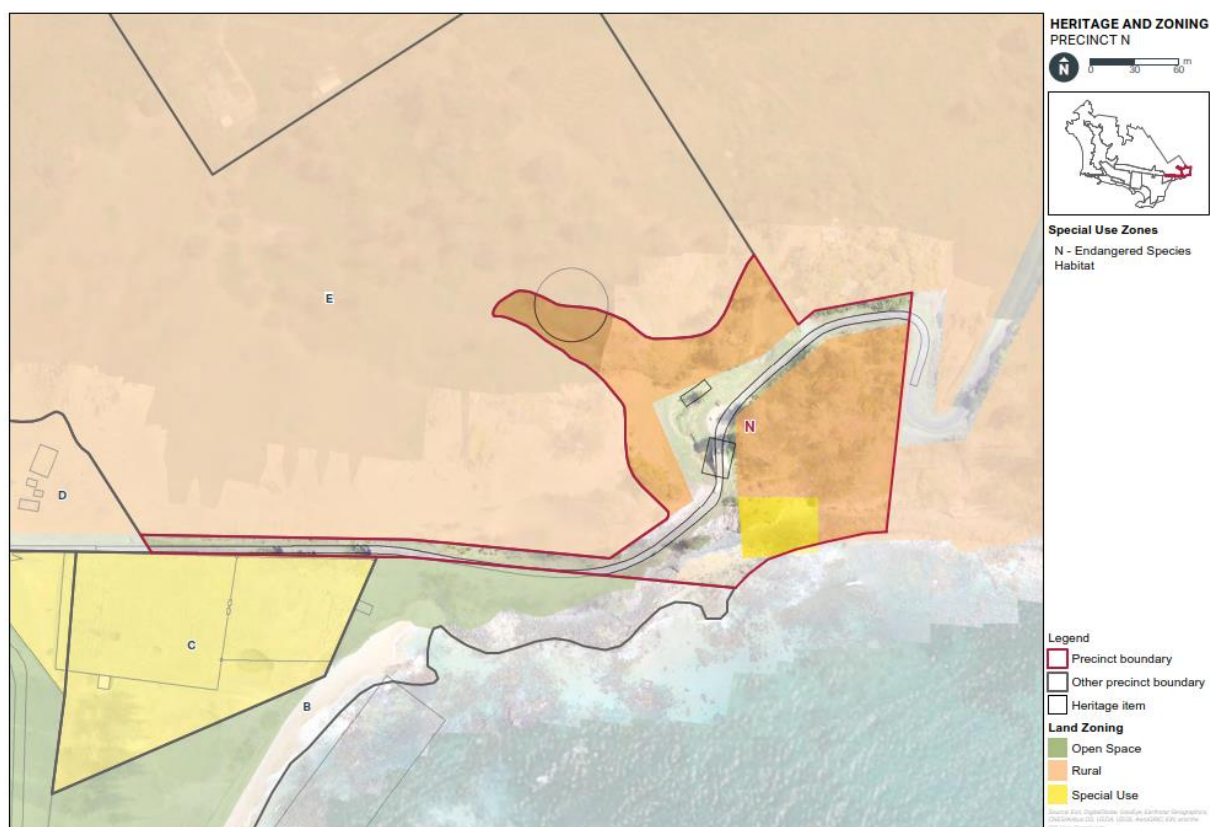 HERITAGE AND ZONING
PRECINCT N
N
m
0 30 60
Special Use Zones
N - Endangered Species
Habitat
E
N
D
C
B
Legend
Precinct boundary
Other precinct boundary
Heritage item
Land Zoning
Open Space
Rural
Special Use